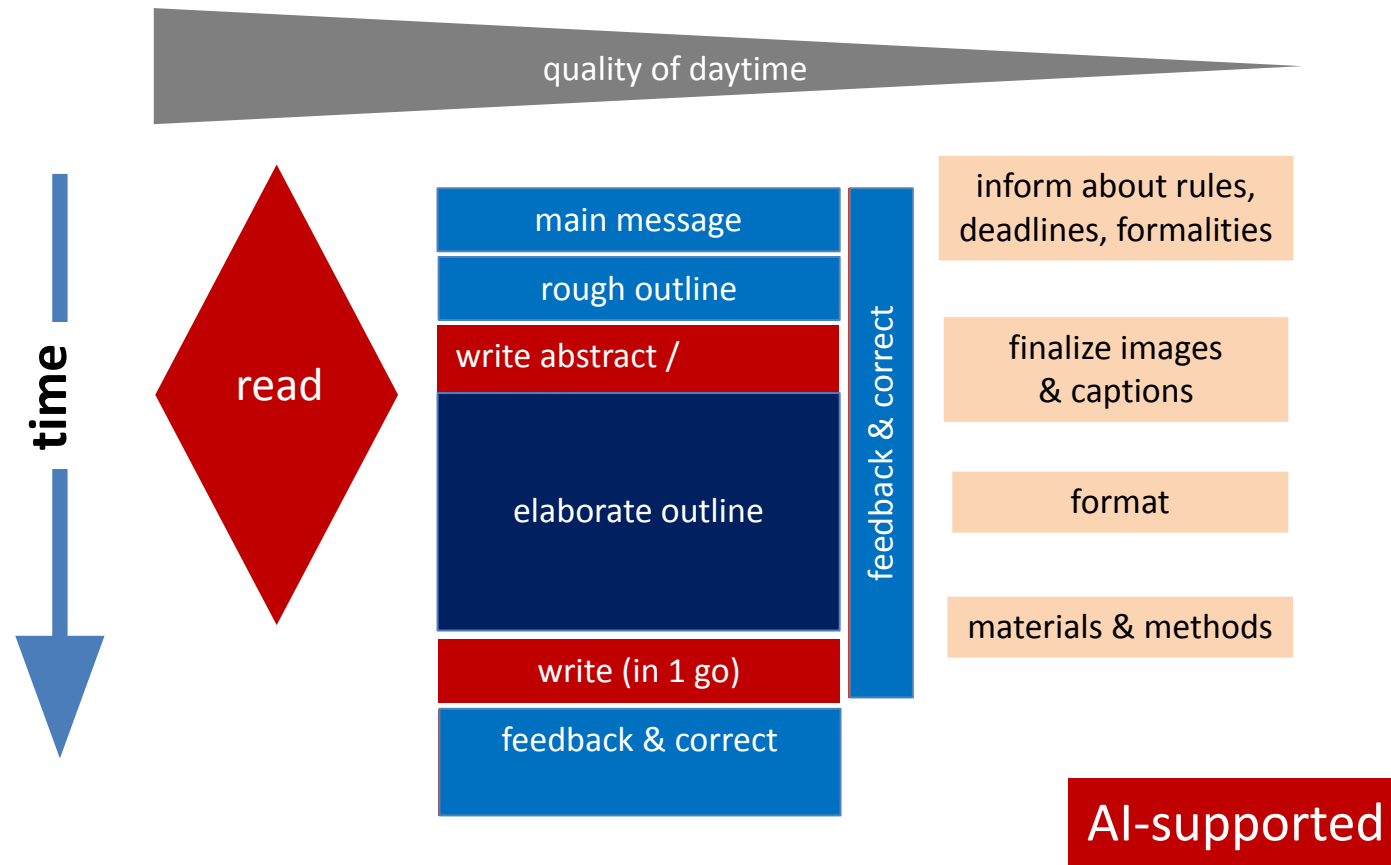 quality of daytime
time
read
main message
rough outline
write abstract /
elaborate outline
write (in 1 go)
feedback & correct
feedback & correct
inform about rules,
deadlines, formalities
finalize images
& captions
format
materials & methods
AI-supported